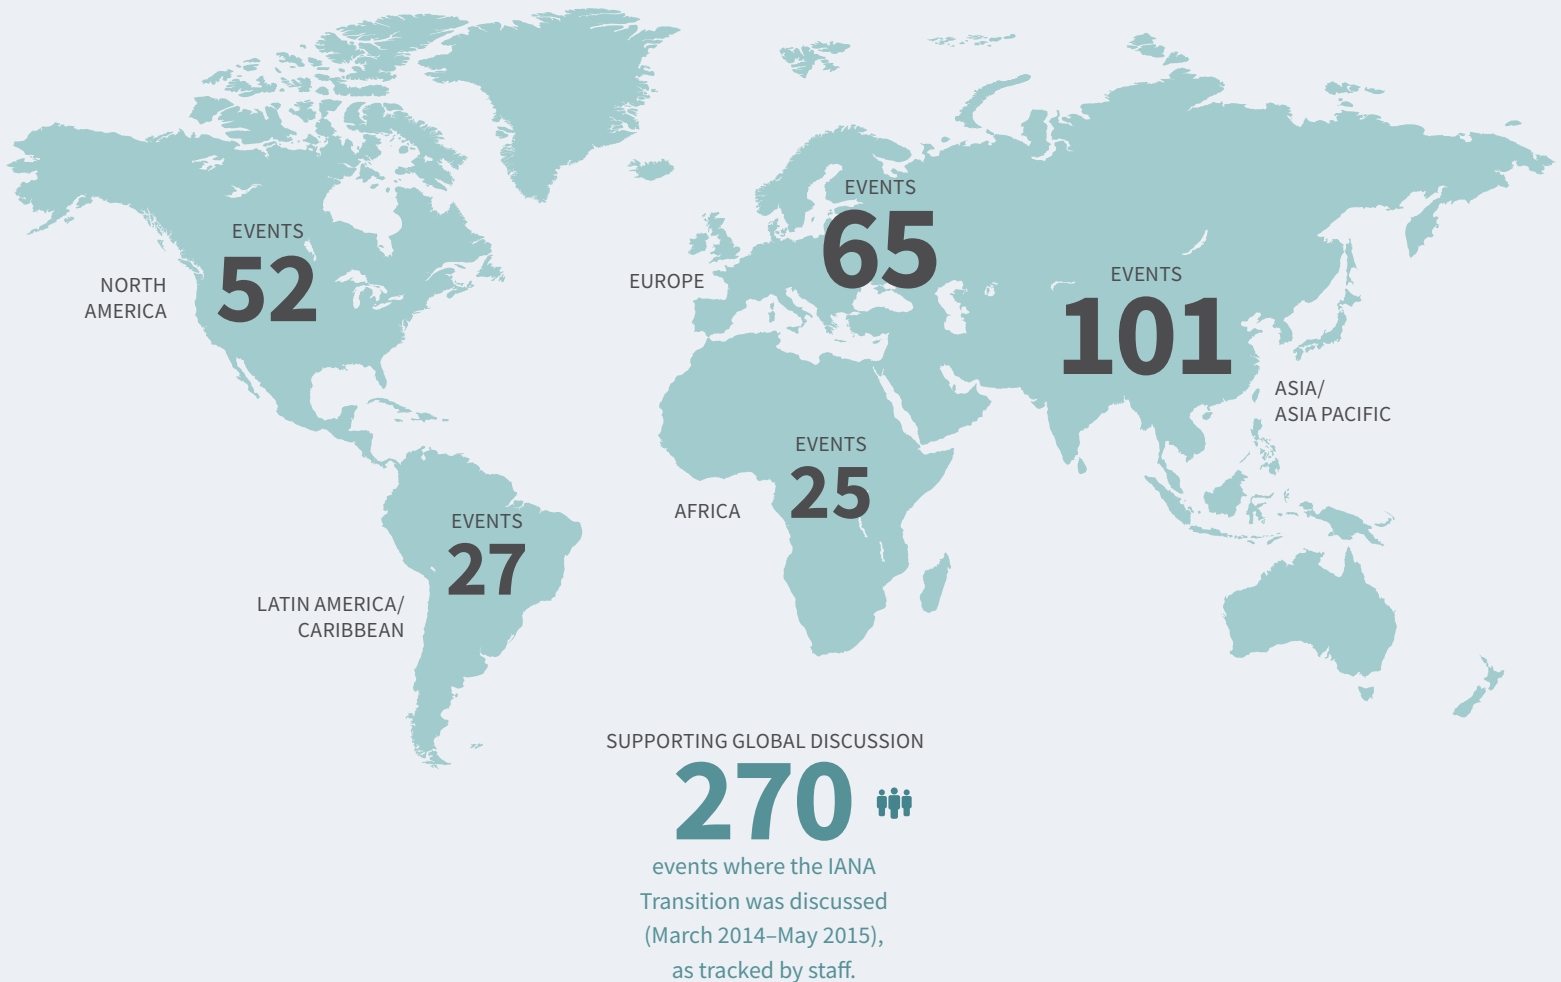 EVENTS
52
NORTH
AMERICA
EVENTS
65
EUROPE
EVENTS
101
ASIA/
ASIA PACIFIC
EVENTS
25
AFRICA
EVENTS
27
LATIN AMERICA/
CARIBBEAN
SUPPORTING GLOBAL DISCUSSION
270
events where the IANA
Transition was discussed
(March 2014–May 2015),
as tracked by staff.